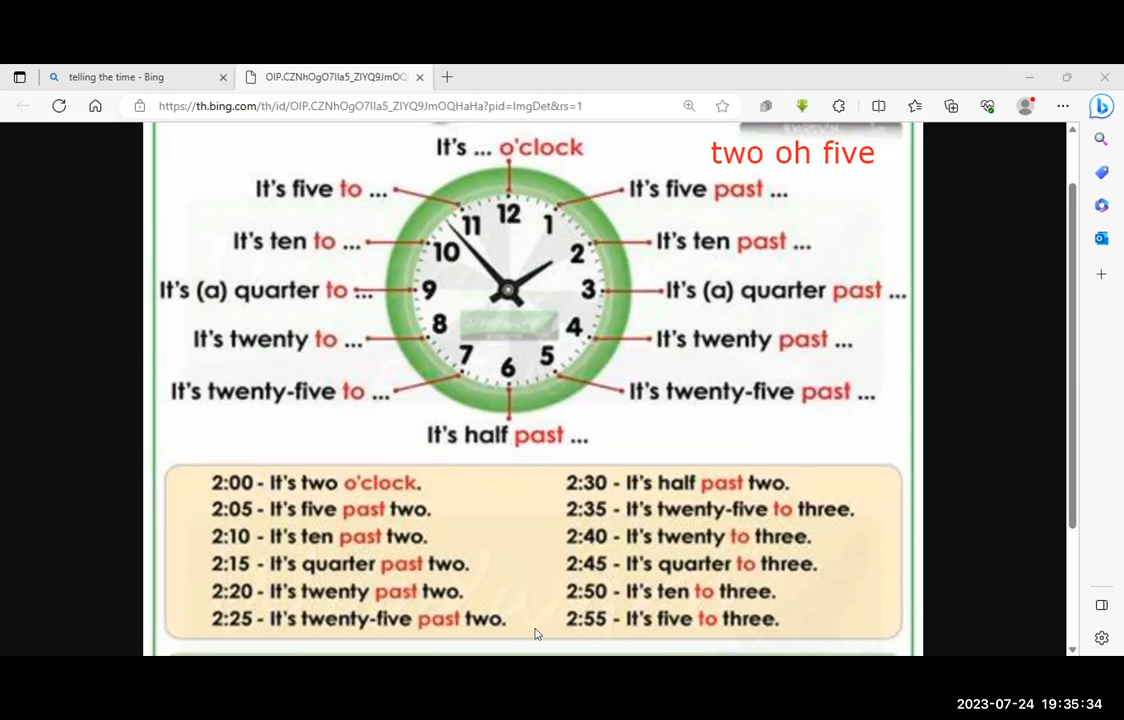 telling the time - Bing
OIP.CZNhOgO7IIa5_ZIYQ9JmOQ
https://th.bing.com/th/id/OIP.CZNhOgO7IIa5_ZIYQ9JmOQHaHa?pid=ImgDet&rs=1
It's ... o'clock
two oh five
It's five to ...
It's five past ...
It's ten to ...
It's ten past ...
It's (a) quarter to ...
It's (a) quarter past ...
It's twenty to ...
It's twenty past ...
It's twenty-five to ...
It's twenty-five past ...
It's half past ...
12
1
2
3
4
5
6
7
8
9
10
11
2:00 - It's two o'clock.
2:05 - It's five past two.
2:10 - It's ten past two.
2:15 - It's quarter past two.
2:20 - It's twenty past two.
2:25 - It's twenty-five past two.
2:30 - It's half past two.
2:35 - It's twenty-five to three.
2:40 - It's twenty to three.
2:45 - It's quarter to three.
2:50 - It's ten to three.
2:55 - It's five to three.
2023-07-24 19:35:34